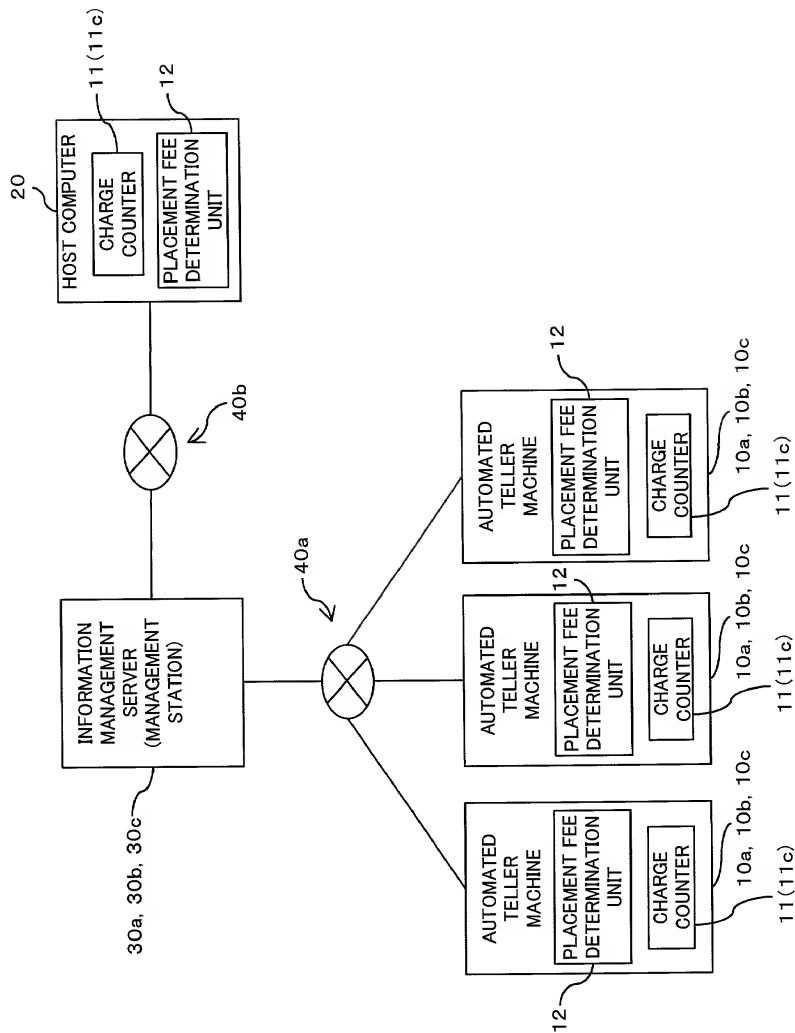 20
HOST COMPUTER
CHARGE
COUNTER
11(11c)
PLACEMENT FEE
DETERMINATION
UNIT
12
40b
INFORMATION
MANAGEMENT
SERVER
(MANAGEMENT
STATION)
30a, 30b, 30c
40a
AUTOMATED
TELLER
MACHINE
PLACEMENT FEE
DETERMINATION
UNIT
12
CHARGE
COUNTER
10a, 10b, 10c
11(11c)
AUTOMATED
TELLER
MACHINE
12
PLACEMENT FEE
DETERMINATION
UNIT
CHARGE
COUNTER
10a, 10b, 10c
11(11c)
AUTOMATED
TELLER
MACHINE
12
PLACEMENT FEE
DETERMINATION
UNIT
CHARGE
COUNTER
10a, 10b, 10c
11(11c)